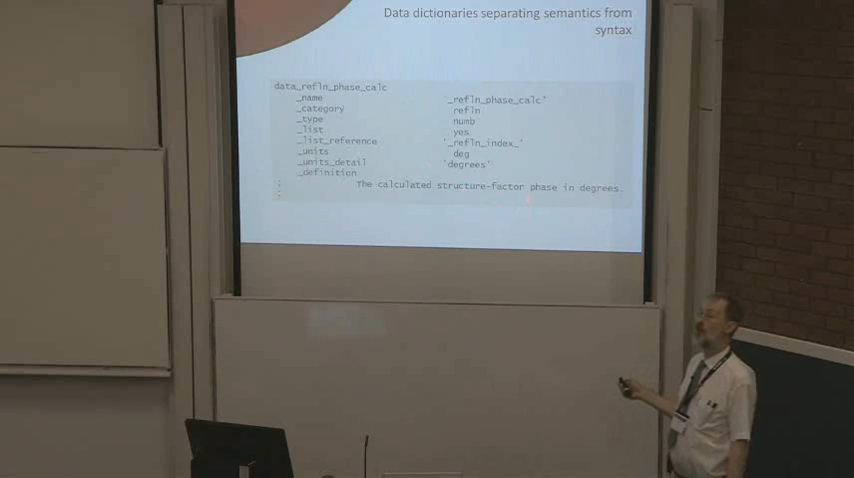 Data dictionaries separating semantics from
syntax
data_refln_phase_calc
_name '_refln_phase_calc'
_category refln
_type numb
_list yes
_list_reference '_refln_index_'
_units deg
_units_detail 'degrees'
_definition
; The calculated structure-factor phase in degrees.
;